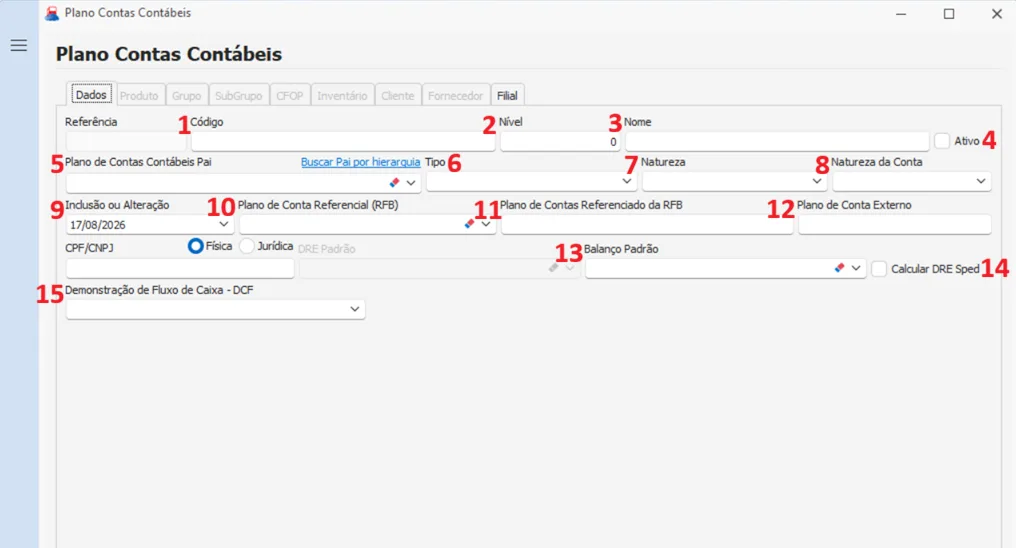 Plano Contas Contábeis
Plano Contas Contábeis
Dados Produto Grupo SubGrupo CFOP Inventário Cliente Fornecedor Filial
Referência 1 Código 2 Nível 3 Nome
0 Ativo 4
5 Plano de Contas Contábeis Pai Buscar Pai por hierarquia Tipo 6 7 Natureza 8 Natureza da Conta
9 Inclusão ou Alteração 10 Plano de Conta Referencial (RFB) 11 Plano de Contas Referenciado da RFB 12 Plano de Conta Externo
17/08/2026
CPF/CNPJ Física Jurídica DRE Padrão 13 Balanço Padrão
Calcular DRE Sped 14
15 Demonstração de Fluxo de Caixa - DCF